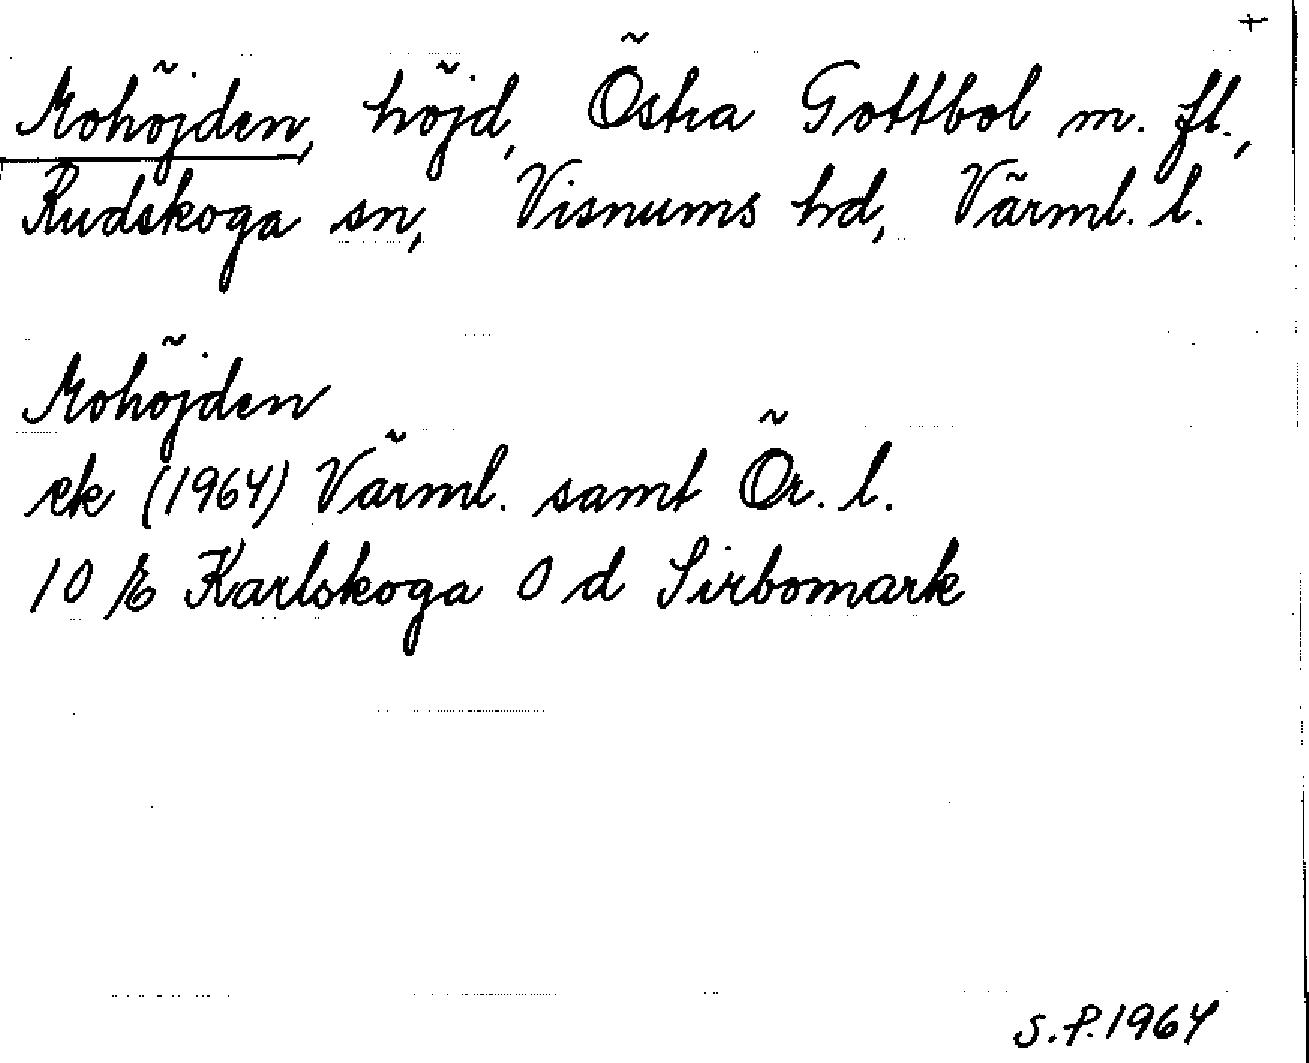 +
Mohöjden, höjd, Östra Gottbol m. fl.,
Rudskoga sn, Visnums hd, Värml. l.
Mohöjden
ek (1964) Värml. samt Ör. l.
10 E Karlskoga 0 d Sirbomark
S.P. 1964